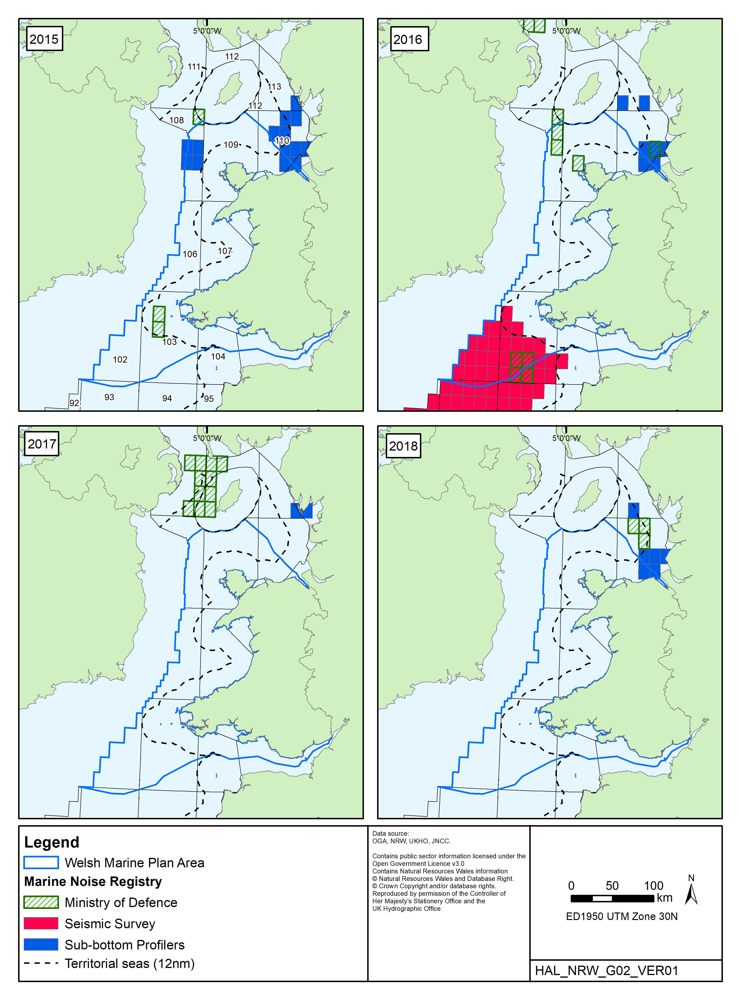 2015
5°0'0"W
112
111
113
112
108
109
110
106
107
103
102
104
93
94
95
92
2016
5°0'0"W
2017
5°0'0"W
2018
5°0'0"W
Legend
Welsh Marine Plan Area
Marine Noise Registry
Ministry of Defence
Seismic Survey
Sub-bottom Profilers
Territorial seas (12nm)
Data source:
OGA, NRW, UKHO, JNCC.
Contains public sector information licensed under the
Open Government Licence v3.0
Contains Natural Resources Wales information
© Natural Resources Wales and Database Right.
© Crown Copyright and/or database rights.
Reproduced by permission of the Controller of
Her Majesty's Stationery Office and the
UK Hydrographic Office.
N
0 50 100
km
ED1950 UTM Zone 30N
HAL_NRW_G02_VER01